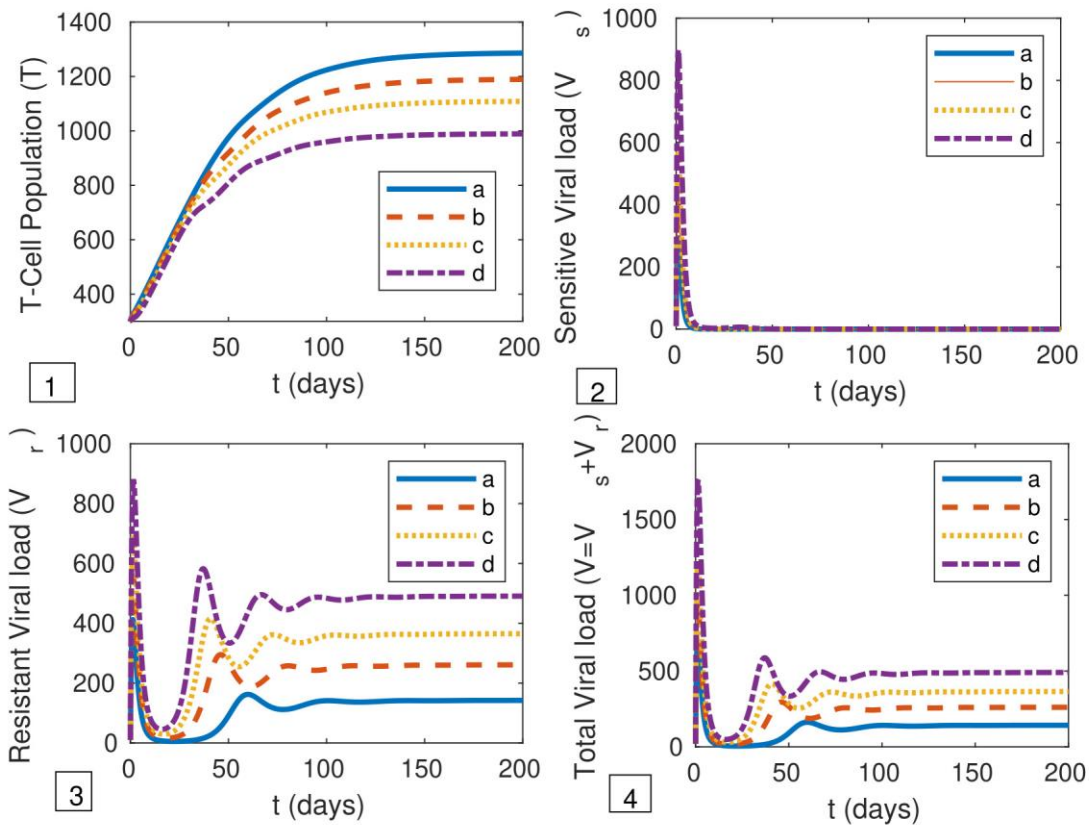 1400
1200
1000
800
600
400
0
50
100
150
200
T-Cell Population (T)
t (days)
a
b
c
d
1
1000
800
600
400
200
0
0
50
100
150
200
Sensitive Viral load (V s)
t (days)
a
b
c
d
2
1000
800
600
400
200
0
0
50
100
150
200
Resistant Viral load (V r)
t (days)
a
b
c
d
3
2000
1500
1000
500
0
0
50
100
150
200
Total Viral load (V=V s+V r)
t (days)
a
b
c
d
4